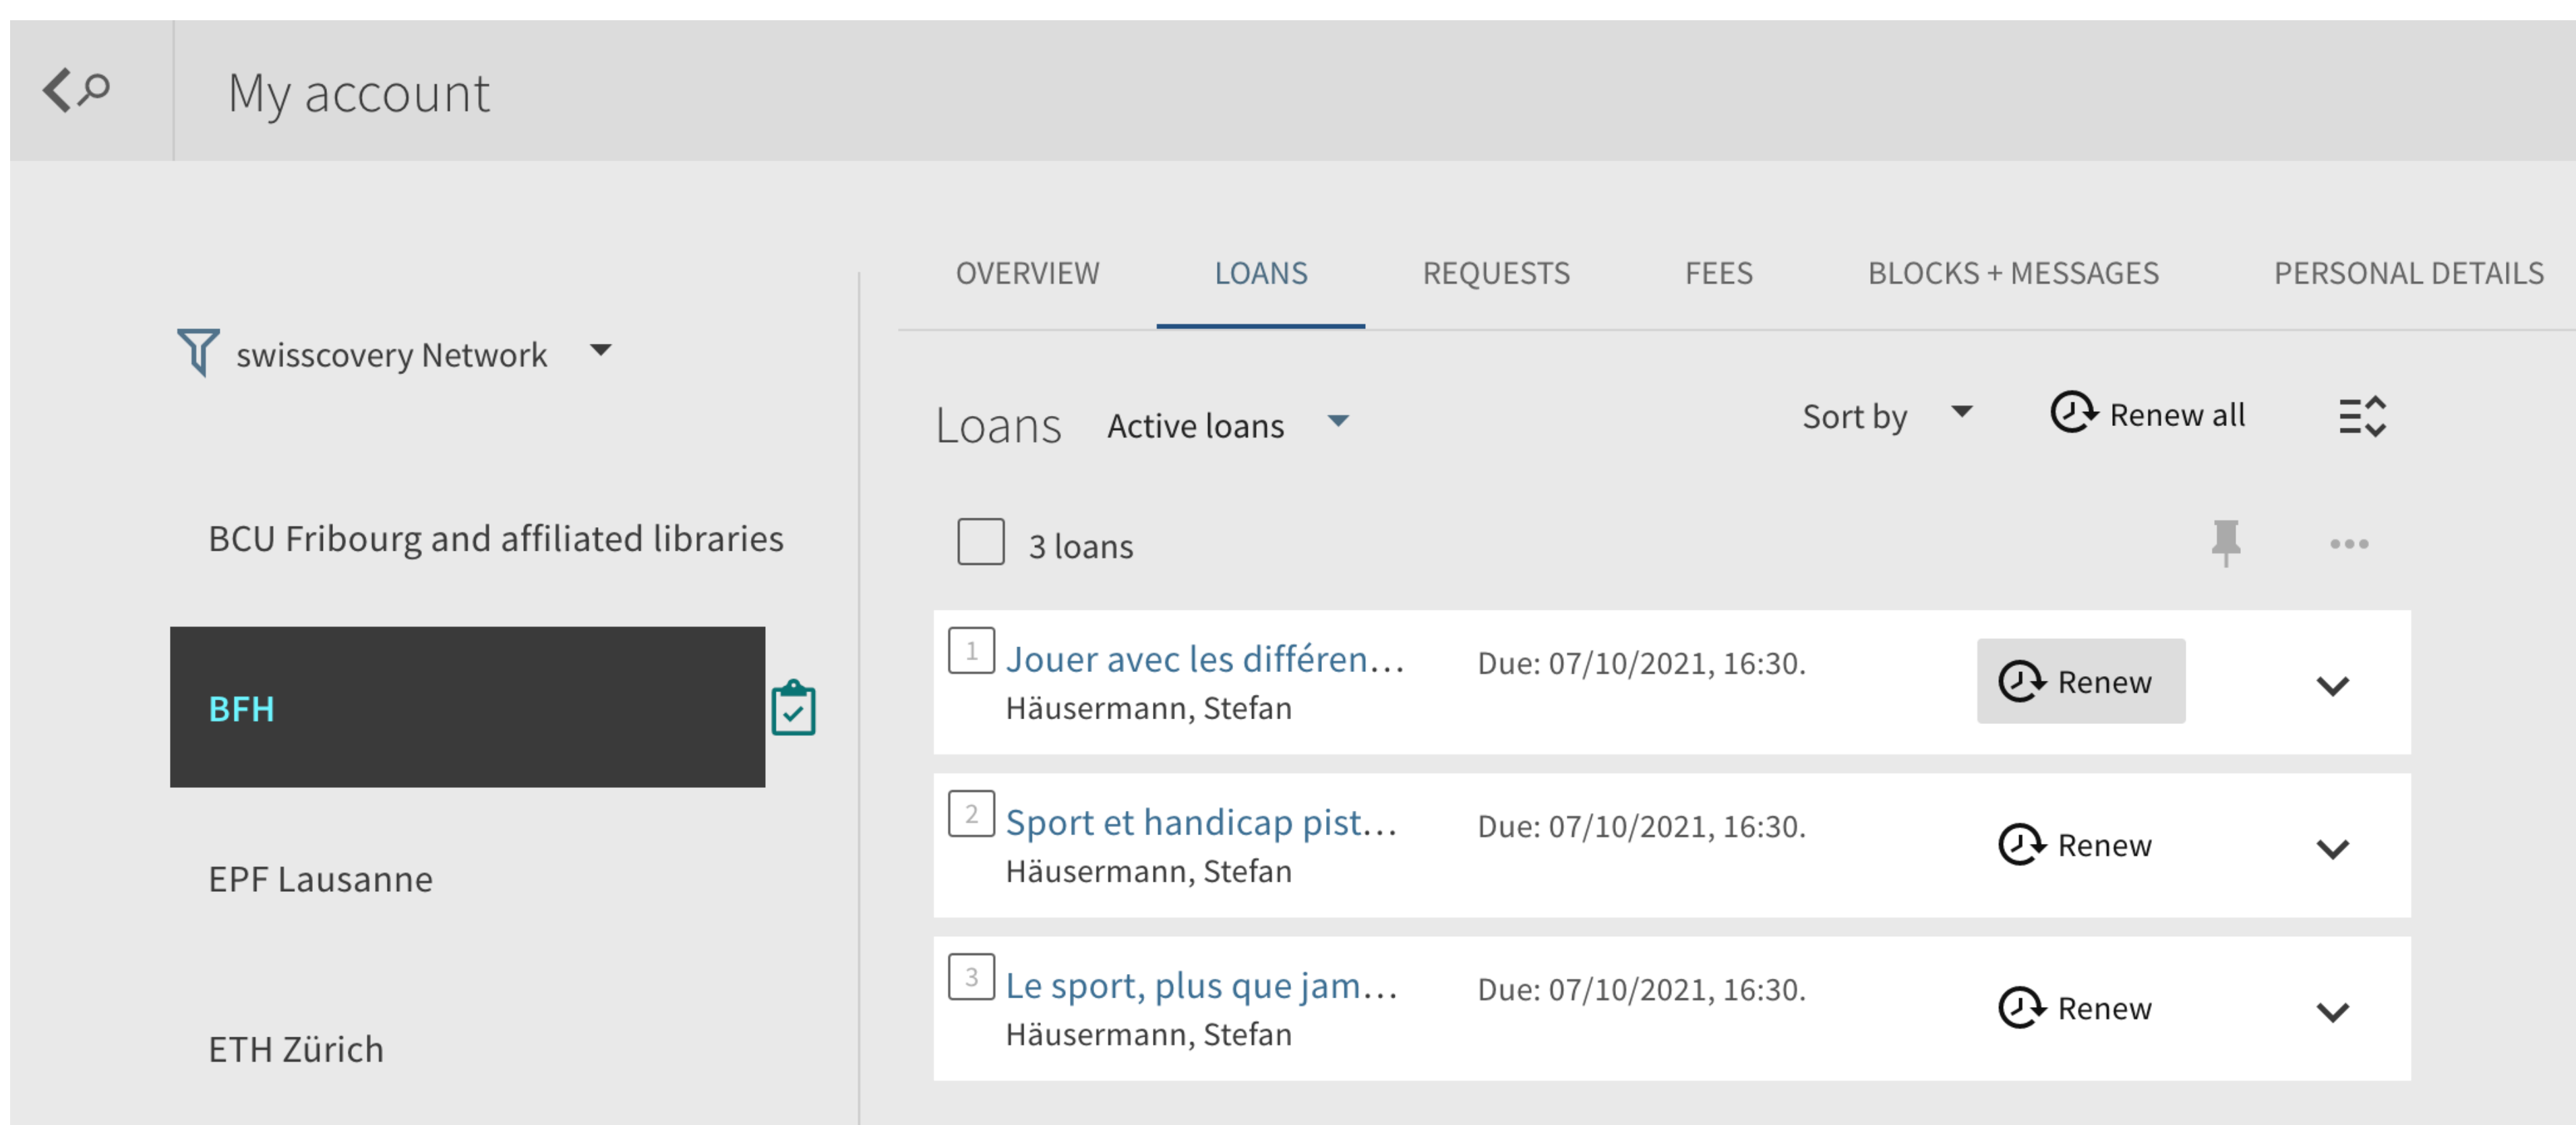 My account
swisscovery Network
BCU Fribourg and affiliated libraries
BFH
EPF Lausanne
ETH Zürich
OVERVIEW LOANS REQUESTS FEES BLOCKS + MESSAGES PERSONAL DETAILS
Loans Active loans Sort by Renew all
3 loans
1 Jouer avec les différen... Due: 07/10/2021, 16:30. Renew
Häusermann, Stefan
2 Sport et handicap pist... Due: 07/10/2021, 16:30. Renew
Häusermann, Stefan
3 Le sport, plus que jam... Due: 07/10/2021, 16:30. Renew
Häusermann, Stefan